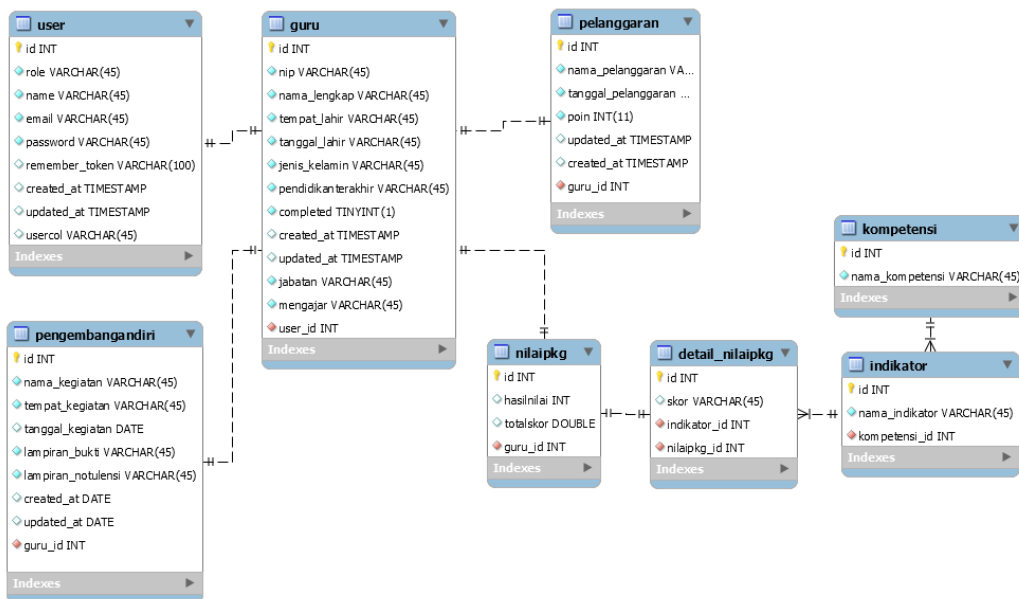 user
id INT
role VARCHAR(45)
name VARCHAR(45)
email VARCHAR(45)
password VARCHAR(45)
remember_token VARCHAR(100)
created_at TIMESTAMP
updated_at TIMESTAMP
usercol VARCHAR(45)
Indexes
guru
id INT
nip VARCHAR(45)
nama_lengkap VARCHAR(45)
tempat_lahir VARCHAR(45)
tanggal_lahir VARCHAR(45)
jenis_kelamin VARCHAR(45)
pendidikanterakhir VARCHAR(45)
completed TINYINT(1)
created_at TIMESTAMP
updated_at TIMESTAMP
jabatan VARCHAR(45)
mengajar VARCHAR(45)
user_id INT
Indexes
pelanggaran
id INT
nama_pelanggaran VA...
tanggal_pelanggaran ...
poin INT(11)
updated_at TIMESTAMP
created_at TIMESTAMP
guru_id INT
Indexes
kompetensi
id INT
nama_kompetensi VARCHAR(45)
Indexes
pengembangandiri
id INT
nama_kegiatan VARCHAR(45)
tempat_kegiatan VARCHAR(45)
tanggal_kegiatan DATE
lampiran_bukti VARCHAR(45)
lampiran_notulensi VARCHAR(45)
created_at DATE
updated_at DATE
guru_id INT
Indexes
nilaipkg
id INT
hasilnilai INT
totalskor DOUBLE
guru_id INT
Indexes
detail_nilaipkg
id INT
skor VARCHAR(45)
indikator_id INT
nilaipkg_id INT
Indexes
indikator
id INT
nama_indikator VARCHAR(45)
kompetensi_id INT
Indexes